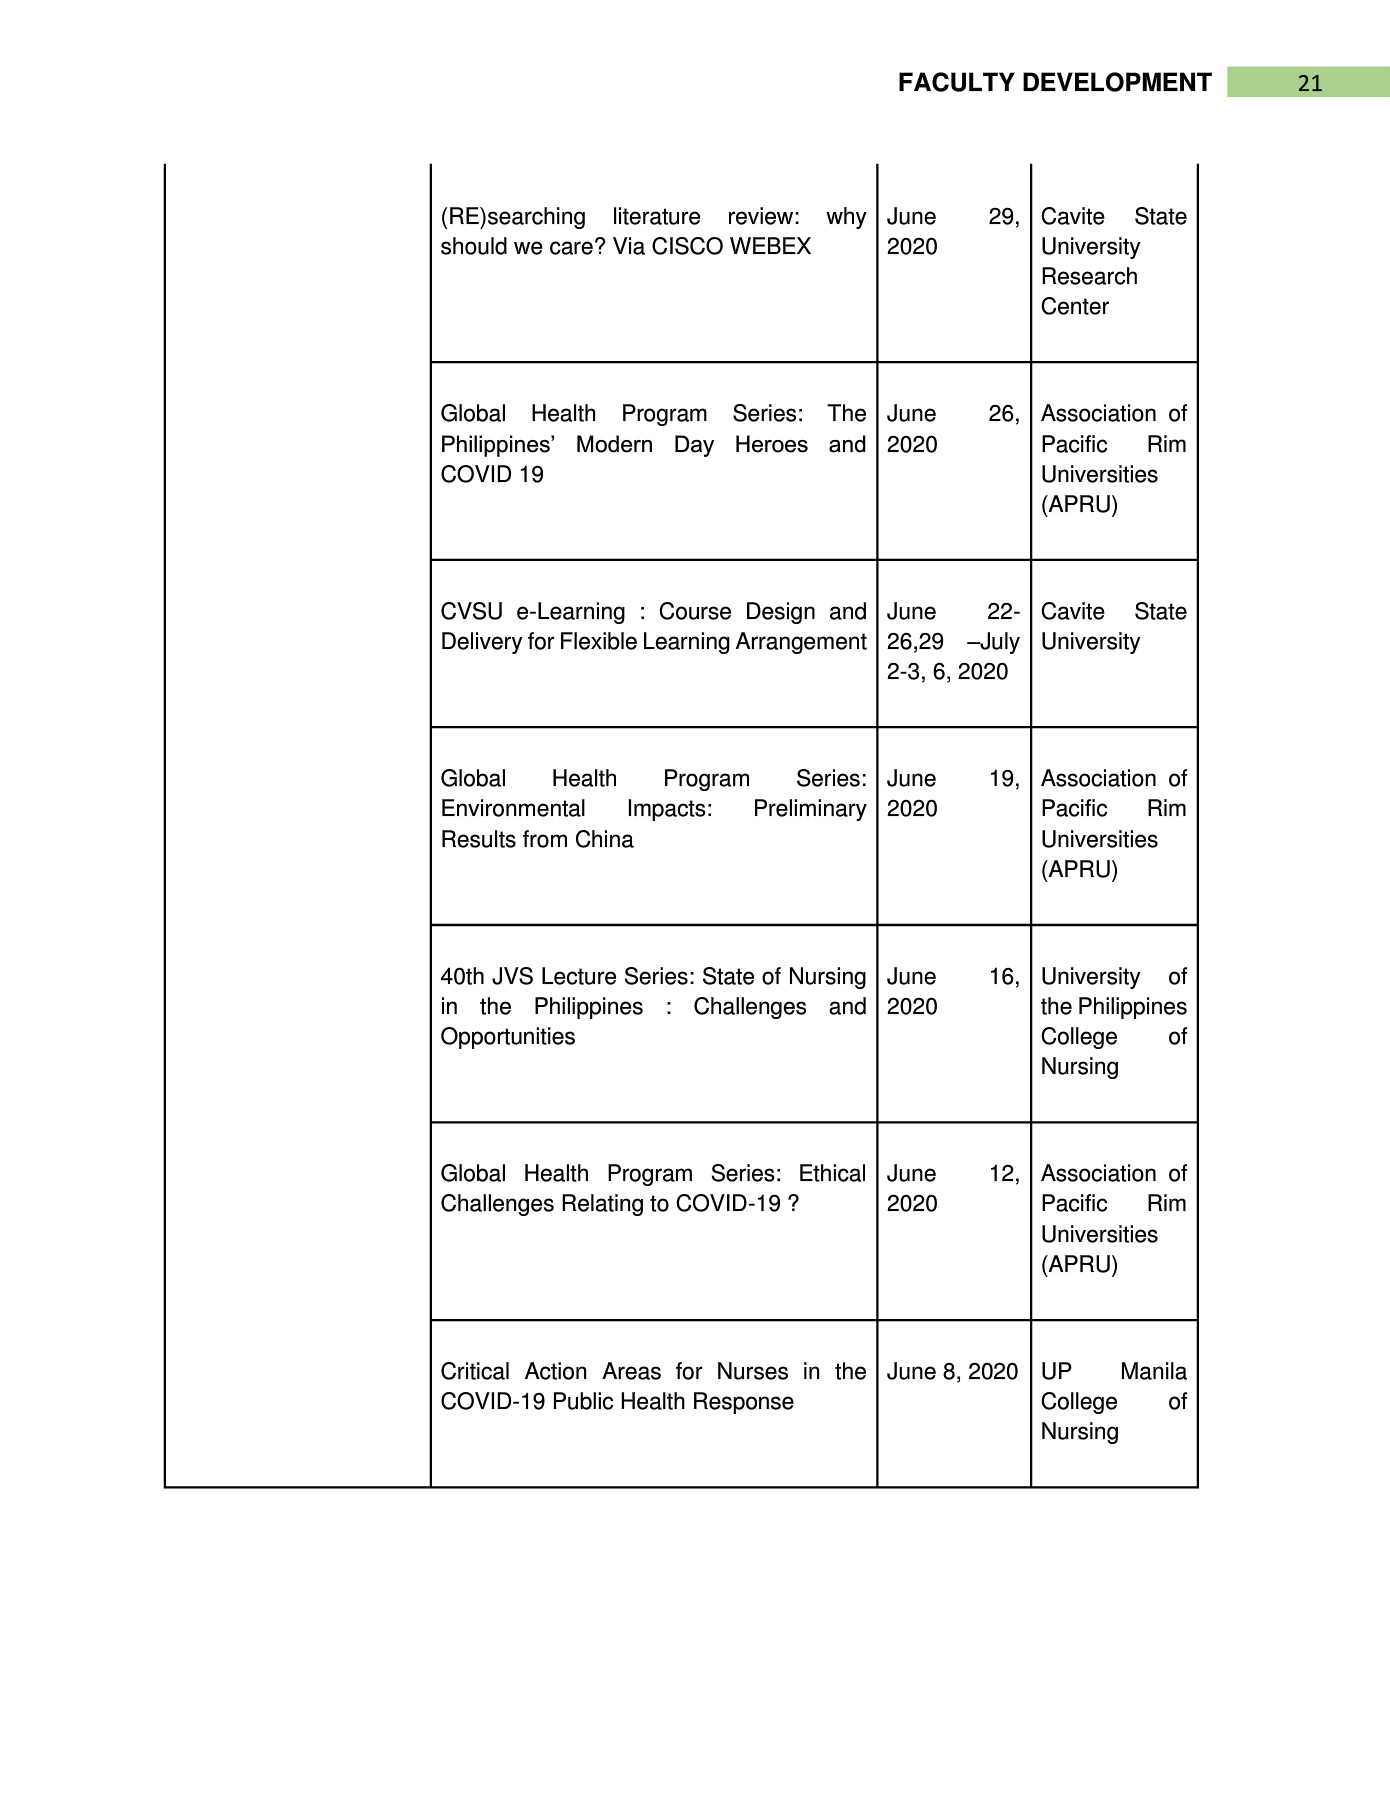 FACULTY DEVELOPMENT 21
(RE)searching literature review: why
should we care? Via CISCO WEBEX
June 29,
2020
Cavite State
University
Research
Center
Global Health Program Series: The
Philippines’ Modern Day Heroes and
COVID 19
June 26,
2020
Association of
Pacific Rim
Universities
(APRU)
CVSU e-Learning : Course Design and
Delivery for Flexible Learning Arrangement
June 22-
26,29 –July
2-3, 6, 2020
Cavite State
University
Global Health Program Series:
Environmental Impacts: Preliminary
Results from China
June 19,
2020
Association of
Pacific Rim
Universities
(APRU)
40th JVS Lecture Series: State of Nursing
in the Philippines : Challenges and
Opportunities
June 16,
2020
University of
the Philippines
College of
Nursing
Global Health Program Series: Ethical
Challenges Relating to COVID-19 ?
June 12,
2020
Association of
Pacific Rim
Universities
(APRU)
Critical Action Areas for Nurses in the
COVID-19 Public Health Response
June 8, 2020
UP Manila
College of
Nursing